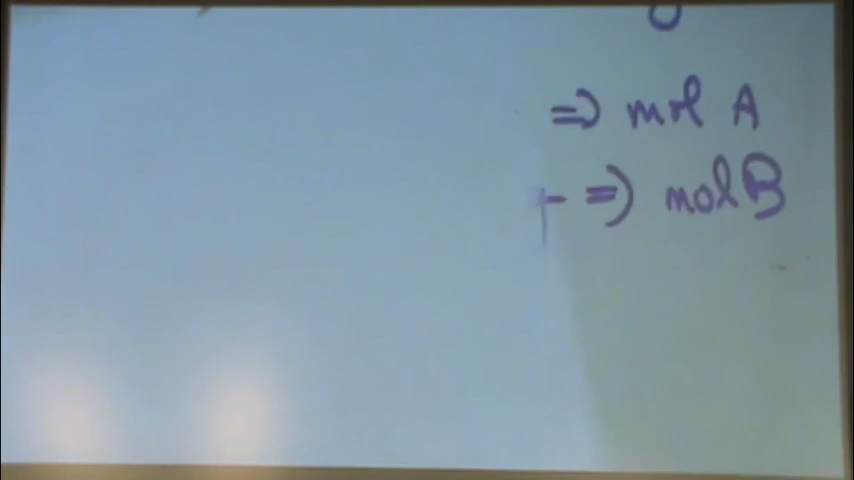 ⇒ mol A
⇒ mol B